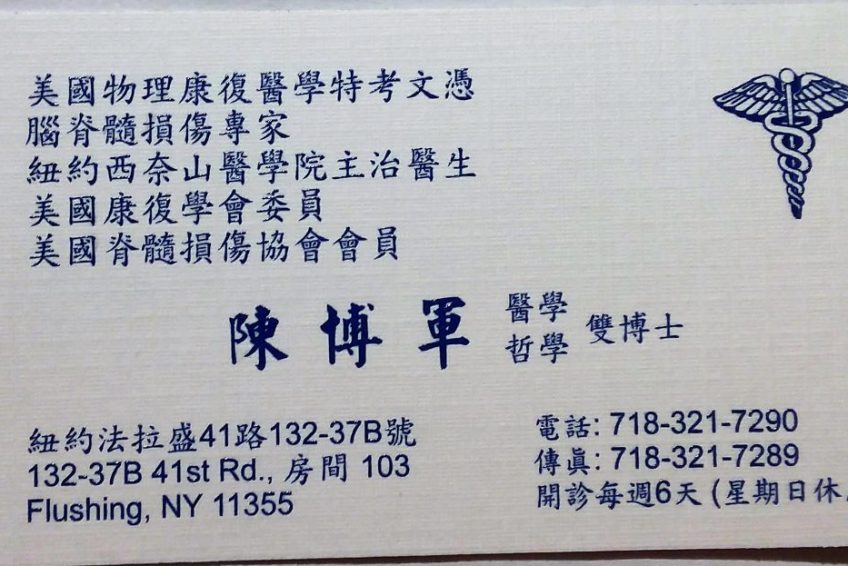 美國物理康復醫學特考文憑
腦脊髓損傷專家
紐約西奈山醫學院主治醫生
美國康復學會委員
美國脊髓損傷協會會員
陳博軍 醫學 哲學 雙博士
紐約法拉盛41路132-37B號
132-37B 41st Rd., 房間 103
Flushing, NY 11355
電話: 718-321-7290
傳眞: 718-321-7289
開診每週6天 (星期日休